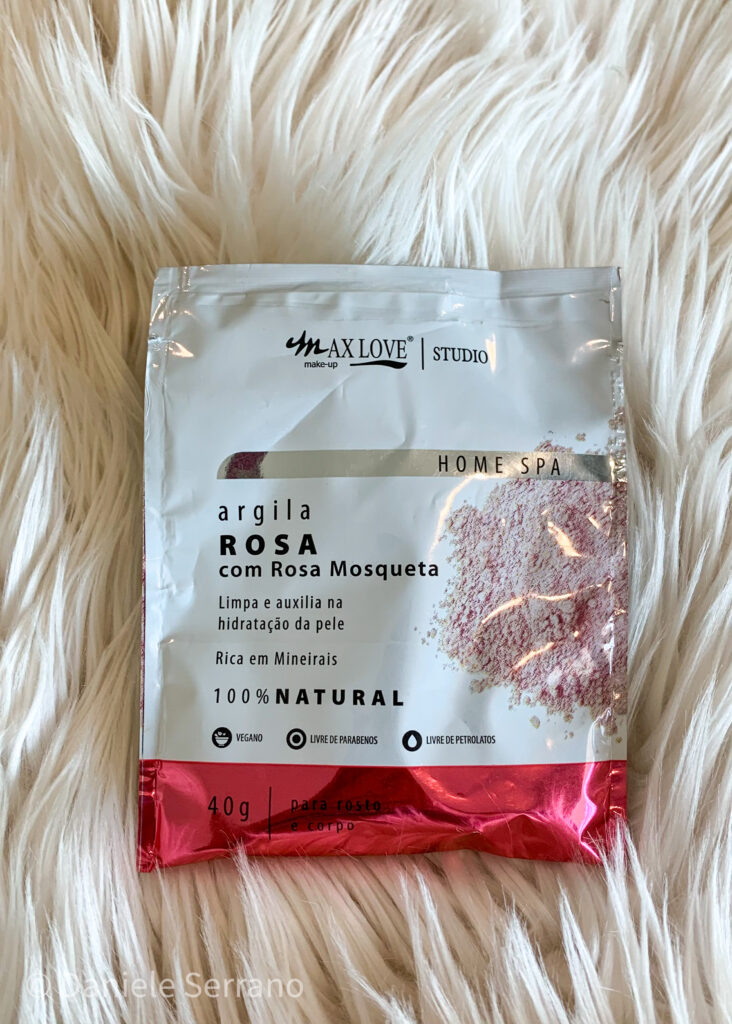 MAX LOVE® | STUDIO
make-up
HOME SPA
argila
ROSA
com Rosa Mosqueta
Limpa e auxilia na
hidratação da pele
Rica em Mineirais
100% NATURAL
VEGANO LIVRE DE PARABENOS LIVRE DE PETROLATOS
40g | para rosto
e corpo
©Daniele Serrano